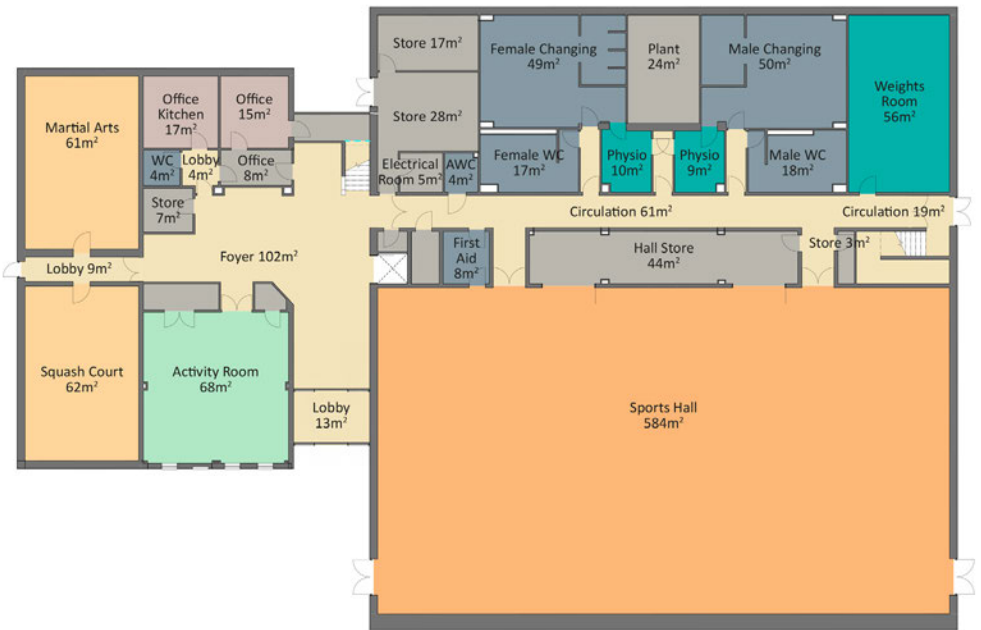 Store 17m²
Female Changing
49m²
Plant
24m²
Male Changing
50m²
Weights
Room
56m²
Martial Arts
61m²
Office
Kitchen
17m²
Office
15m²
Store 28m²
WC
4m²
Lobby
4m²
Office
8m²
Electrical
Room 5m²
AWC
4m²
Female WC
17m²
Physio
10m²
Physio
9m²
Male WC
18m²
Store
7m²
Circulation 61m²
Circulation 19m²
Lobby 9m²
Foyer 102m²
First
Aid
8m²
Hall Store
44m²
Store 3m²
Squash Court
62m²
Activity Room
68m²
Lobby
13m²
Sports Hall
584m²